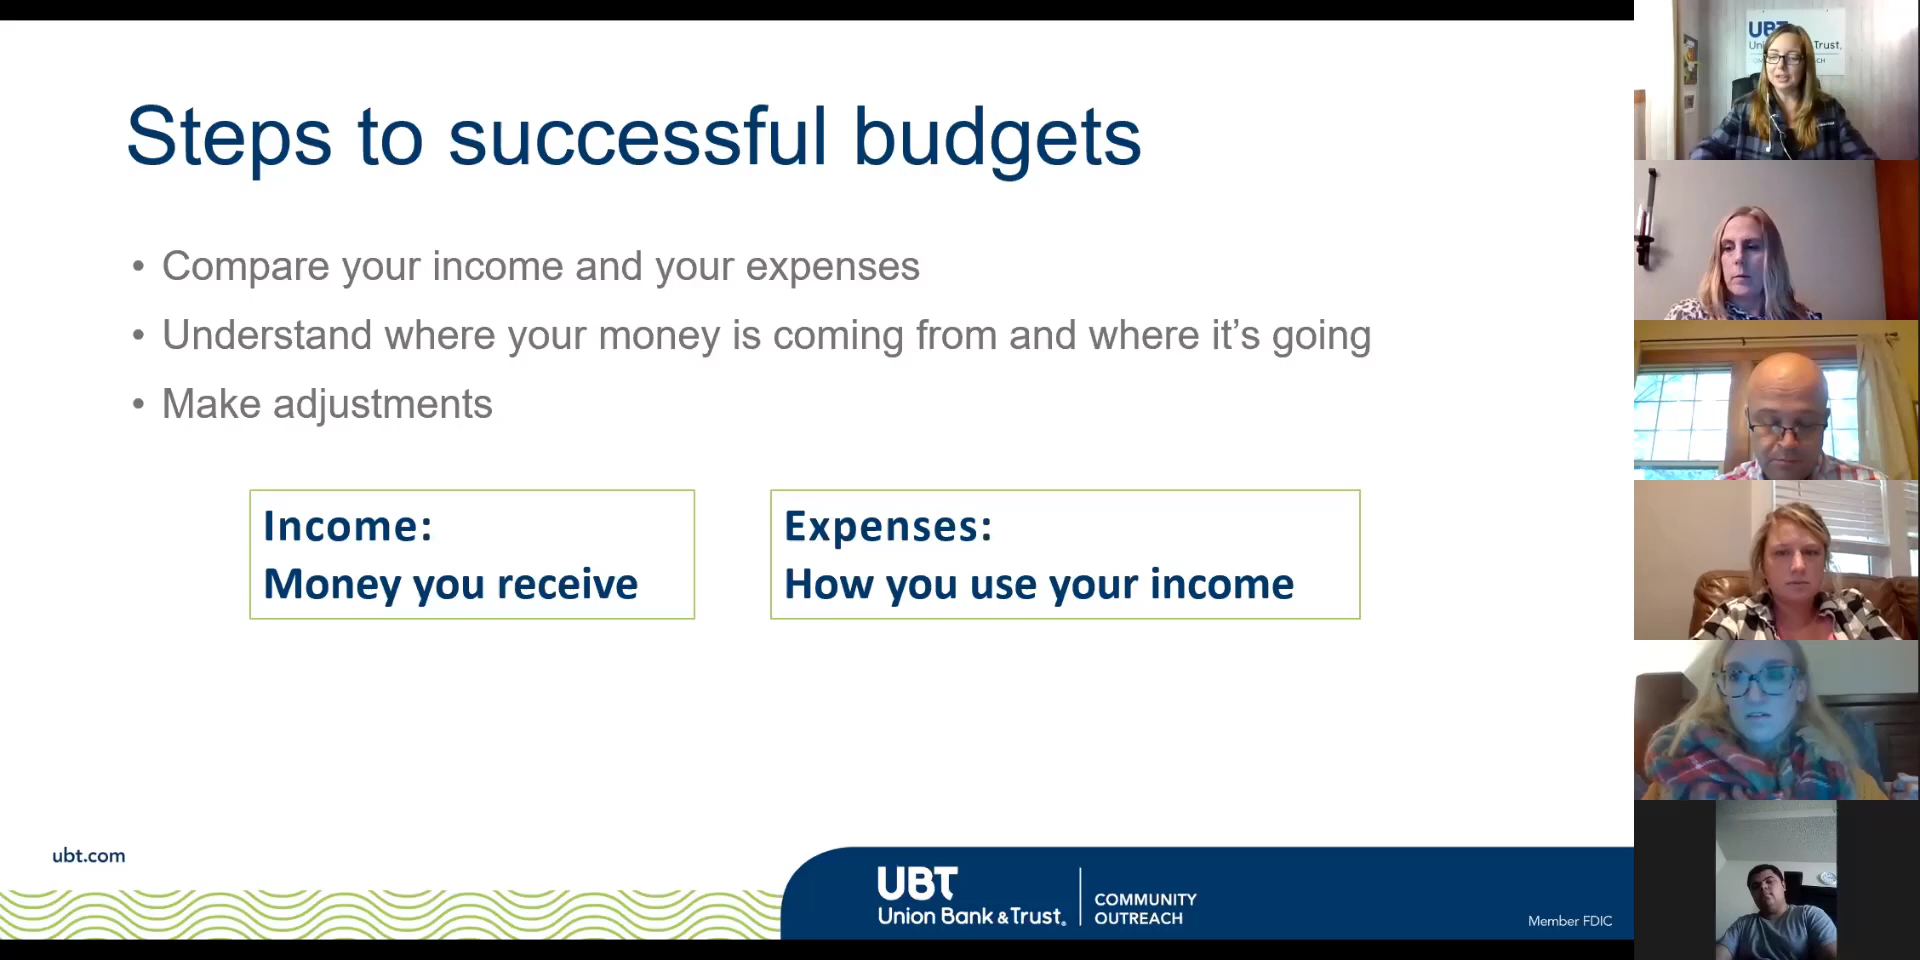 Steps to successful budgets
• Compare your income and your expenses
• Understand where your money is coming from and where it’s going
• Make adjustments
Income:
Money you receive
Expenses:
How you use your income
ubt.com
UBT
Union Bank & Trust.
COMMUNITY
OUTREACH
Member FDIC
UBT
Trust.